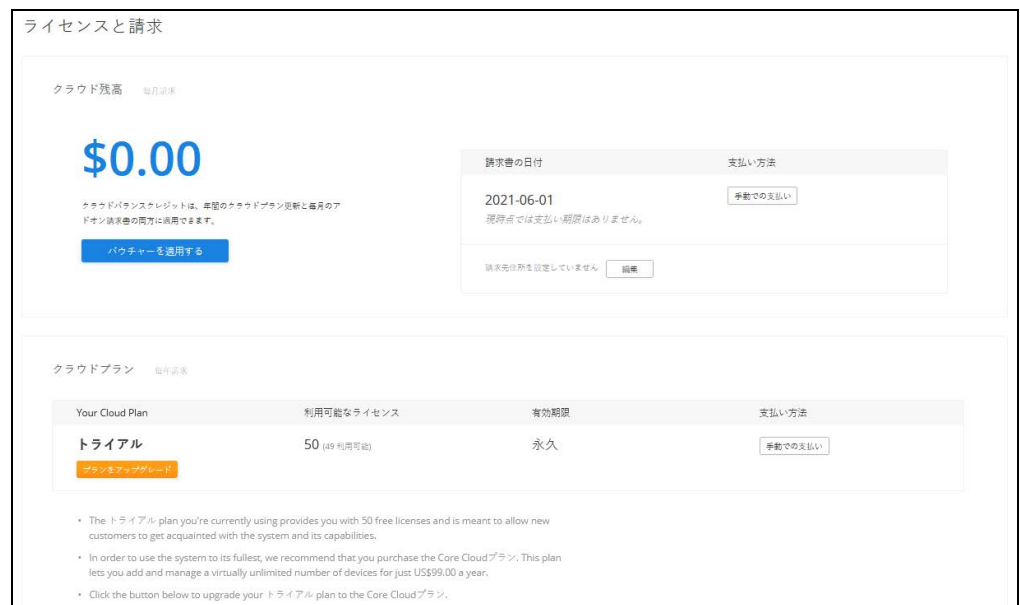 ライセンスと請求
クラウド残高 毎月請求
$0.00
クラウドバランスクレジットは、年間のクラウドプラン更新と毎月のア
ドオン請求書の両方に適用できます。
バウチャーを適用する
請求書の日付 支払い方法
2021-06-01 手動での支払い
現時点では支払い期限はありません。
請求先住所を設定していません 編集
クラウドプラン 毎年請求
Your Cloud Plan 利用可能なライセンス 有効期限 支払い方法
トライアル 50 (49 利用可能) 永久 手動での支払い
プランをアップグレード
• The トライアル plan you're currently using provides you with 50 free licenses and is meant to allow new
customers to get acquainted with the system and its capabilities.
• In order to use the system to its fullest, we recommend that you purchase the Core Cloudプラン. This plan
lets you add and manage a virtually unlimited number of devices for just US$99.00 a year.
• Click the button below to upgrade your トライアル plan to the Core Cloudプラン.